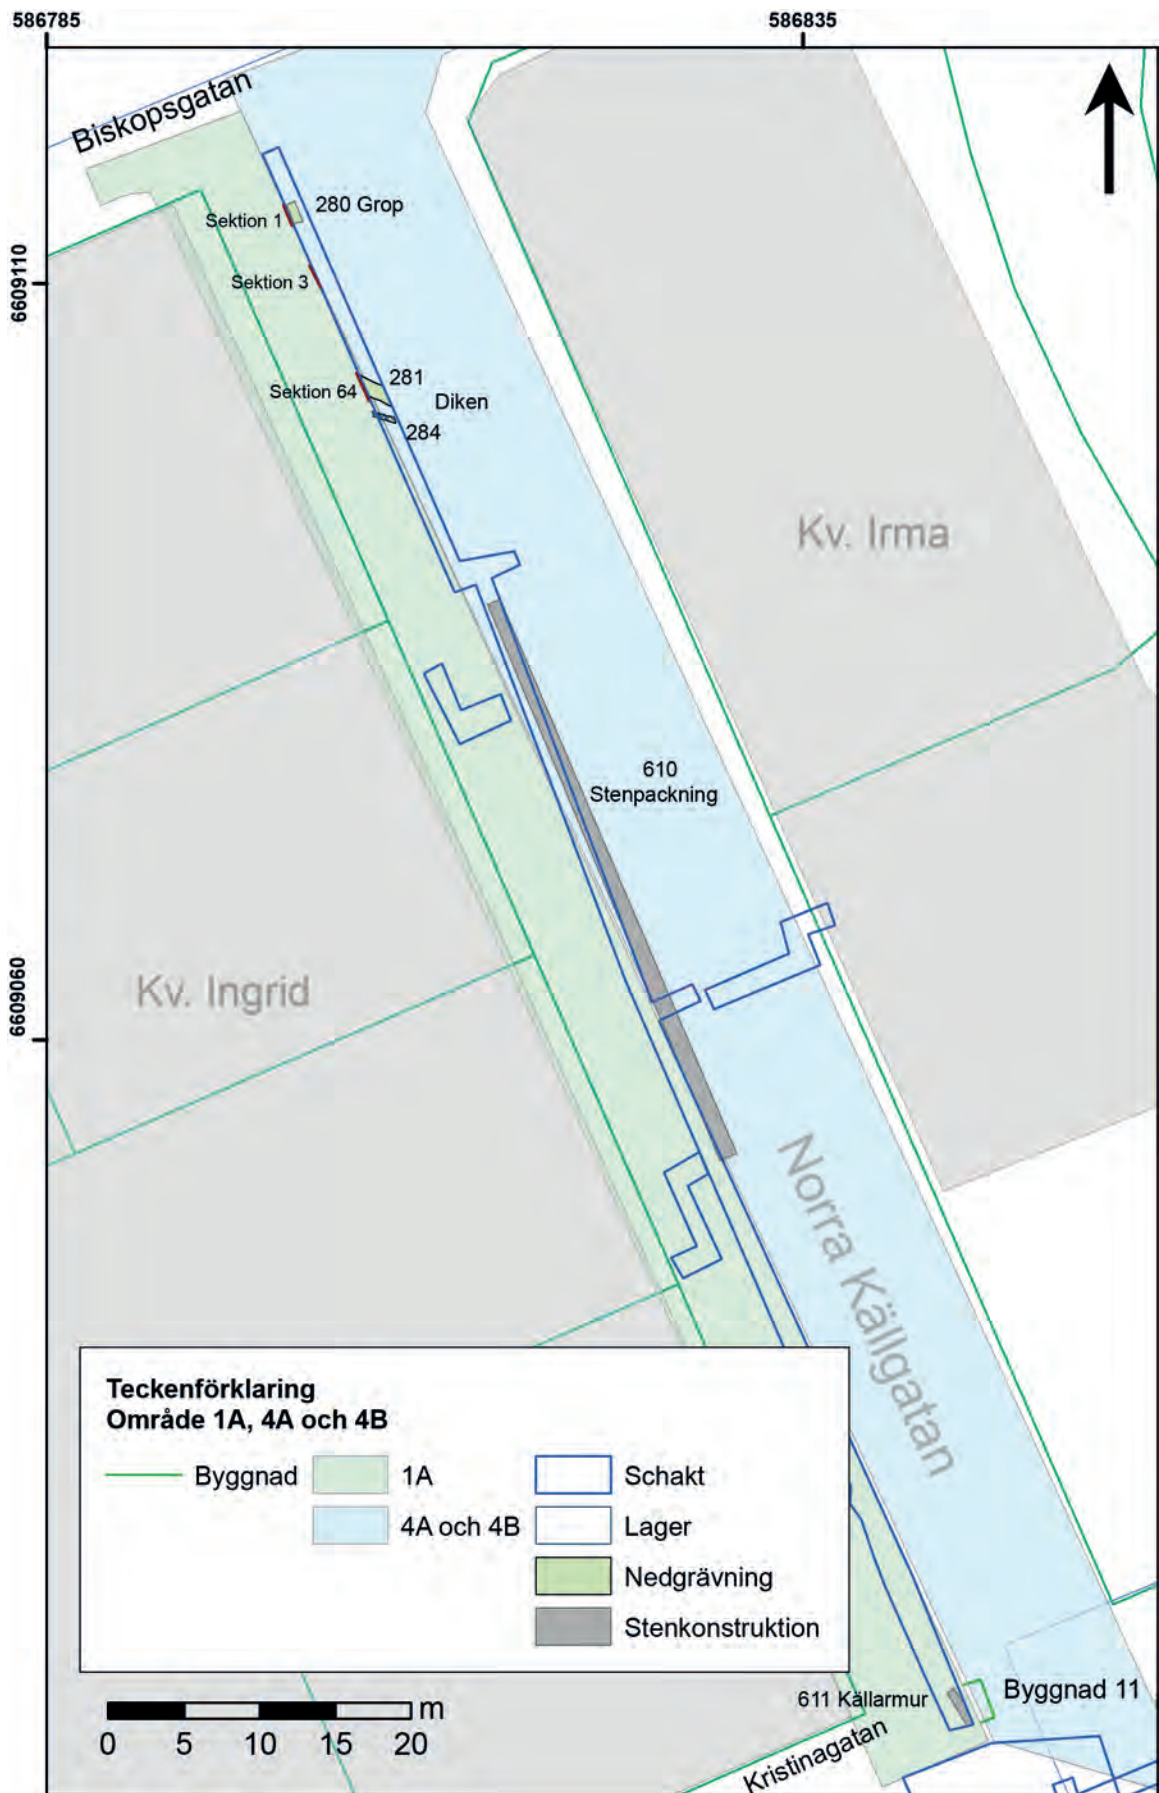 586785
586835
Biskopsgatan
280 Grop
Sektion 1
Sektion 3
6609110
281
Sektion 64
Diken
284
Kv. Irma
610
Stenpackning
Kv. Ingrid
6609060
Norra Källgatan
Teckenförklaring
Område 1A, 4A och 4B
Byggnad
1A
4A och 4B
Schakt
Lager
Nedgrävning
Stenkonstruktion
611 Källarmur
Byggnad 11
Kristinagatan
m
0 5 10 15 20